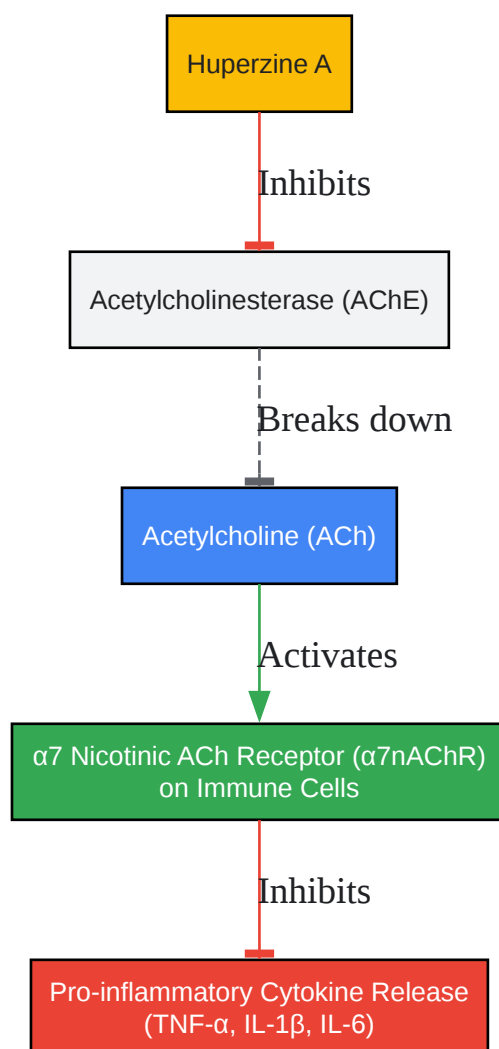 Huperzine A
Inhibits
Acetylcholinesterase (AChE)
Breaks down
Acetylcholine (ACh)
Activates
α7 Nicotinic ACh Receptor (α7nAChR)
on Immune Cells
Inhibits
Pro-inflammatory Cytokine Release
(TNF-α, IL-1β, IL-6)